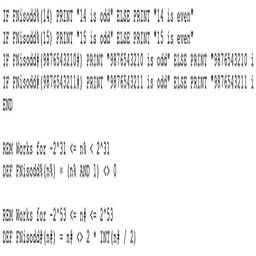 IF FNisodd%(14) PRINT "14 is odd" ELSE PRINT "14 is even"
IF FNisodd%(15) PRINT "15 is odd" ELSE PRINT "15 is even"
IF FNisodd#(9876543210#) PRINT "9876543210 is odd" ELSE PRINT "9876543210 i
IF FNisodd#(9876543211#) PRINT "9876543211 is odd" ELSE PRINT "9876543211 i
END
REM Works for -2^31 <= n% < 2^31
DEF FNisodd%(n%) = (n% AND 1) <> 0
REM Works for -2^53 <= n# <= 2^53
DEF FNisodd#(n#) = n# <> 2 * INT(n# / 2)